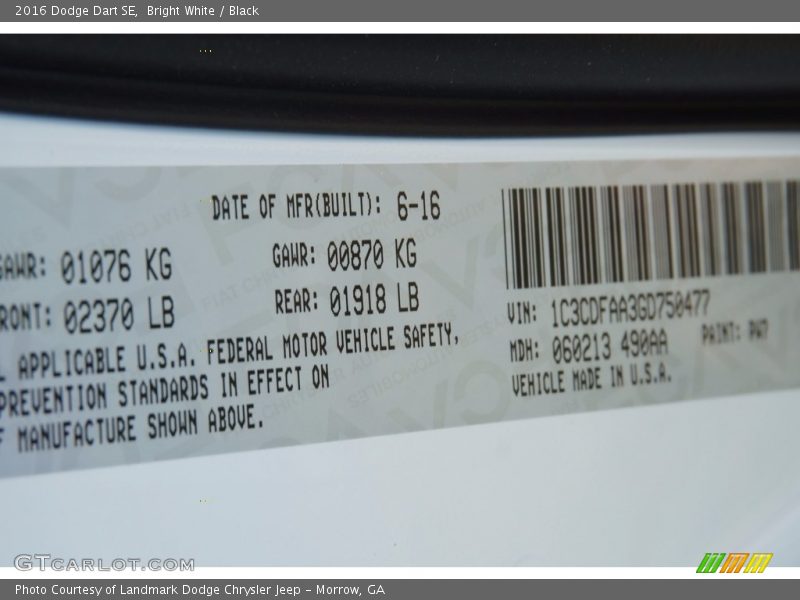 2016 Dodge Dart SE, Bright White / Black
DATE OF MFR(BUILT): 6-16
GAWR: 01076 KG GAWR: 00870 KG
FRONT: 02370 LB REAR: 01918 LB
APPLICABLE U.S.A. FEDERAL MOTOR VEHICLE SAFETY,
PREVENTION STANDARDS IN EFFECT ON
MANUFACTURE SHOWN ABOVE.
VIN: 1C3CDFAA3GD750477
MDH: 060213 490AA PAINT: PW7
VEHICLE MADE IN U.S.A.
GTCARLOT.COM
Photo Courtesy of Landmark Dodge Chrysler Jeep - Morrow, GA